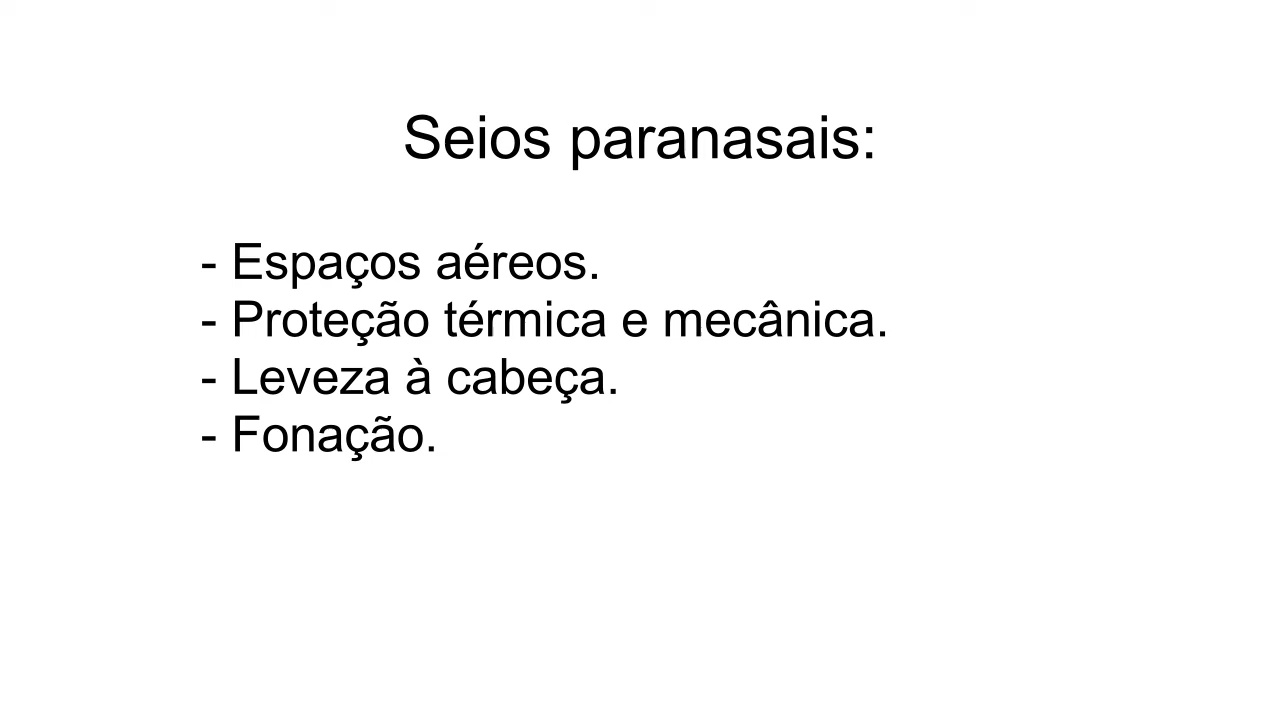 Seios paranasais:
- Espaços aéreos.
- Proteção térmica e mecânica.
- Leveza à cabeça.
- Fonação.